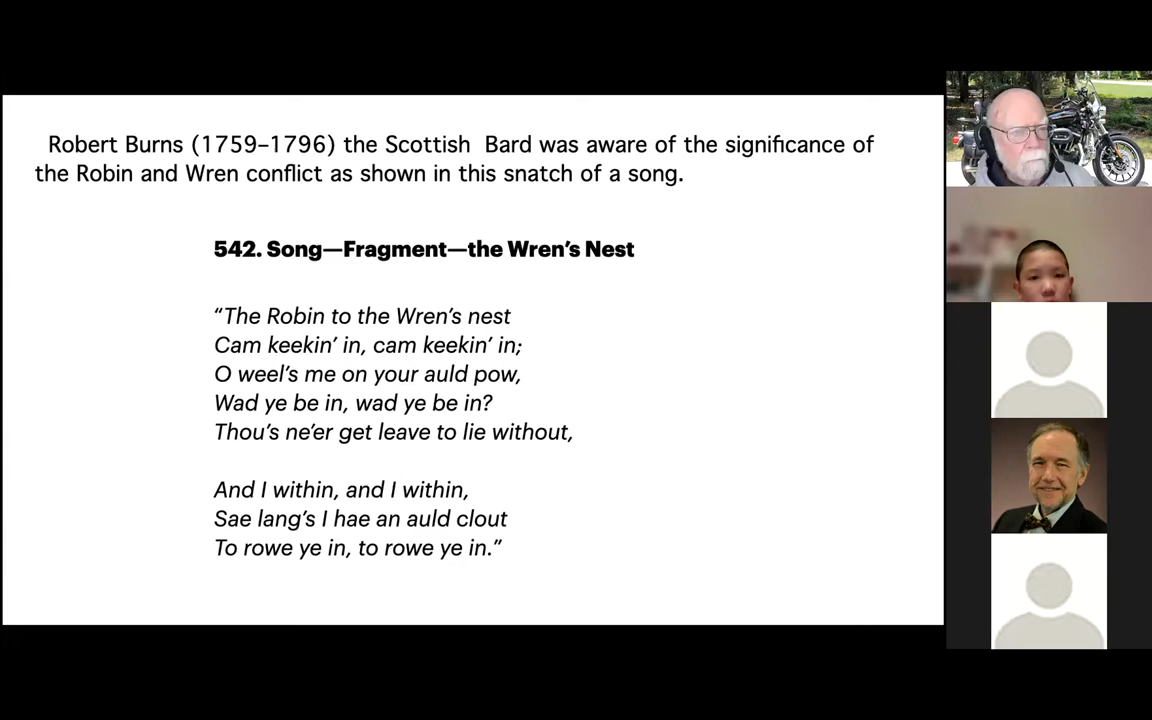 Robert Burns (1759–1796) the Scottish Bard was aware of the significance of
the Robin and Wren conflict as shown in this snatch of a song.
542. Song—Fragment—the Wren’s Nest
“The Robin to the Wren’s nest
Cam keekin’ in, cam keekin’ in;
O weel’s me on your auld pow,
Wad ye be in, wad ye be in?
Thou’s ne’er get leave to lie without,
And I within, and I within,
Sae lang’s I hae an auld clout
To rowe ye in, to rowe ye in.”